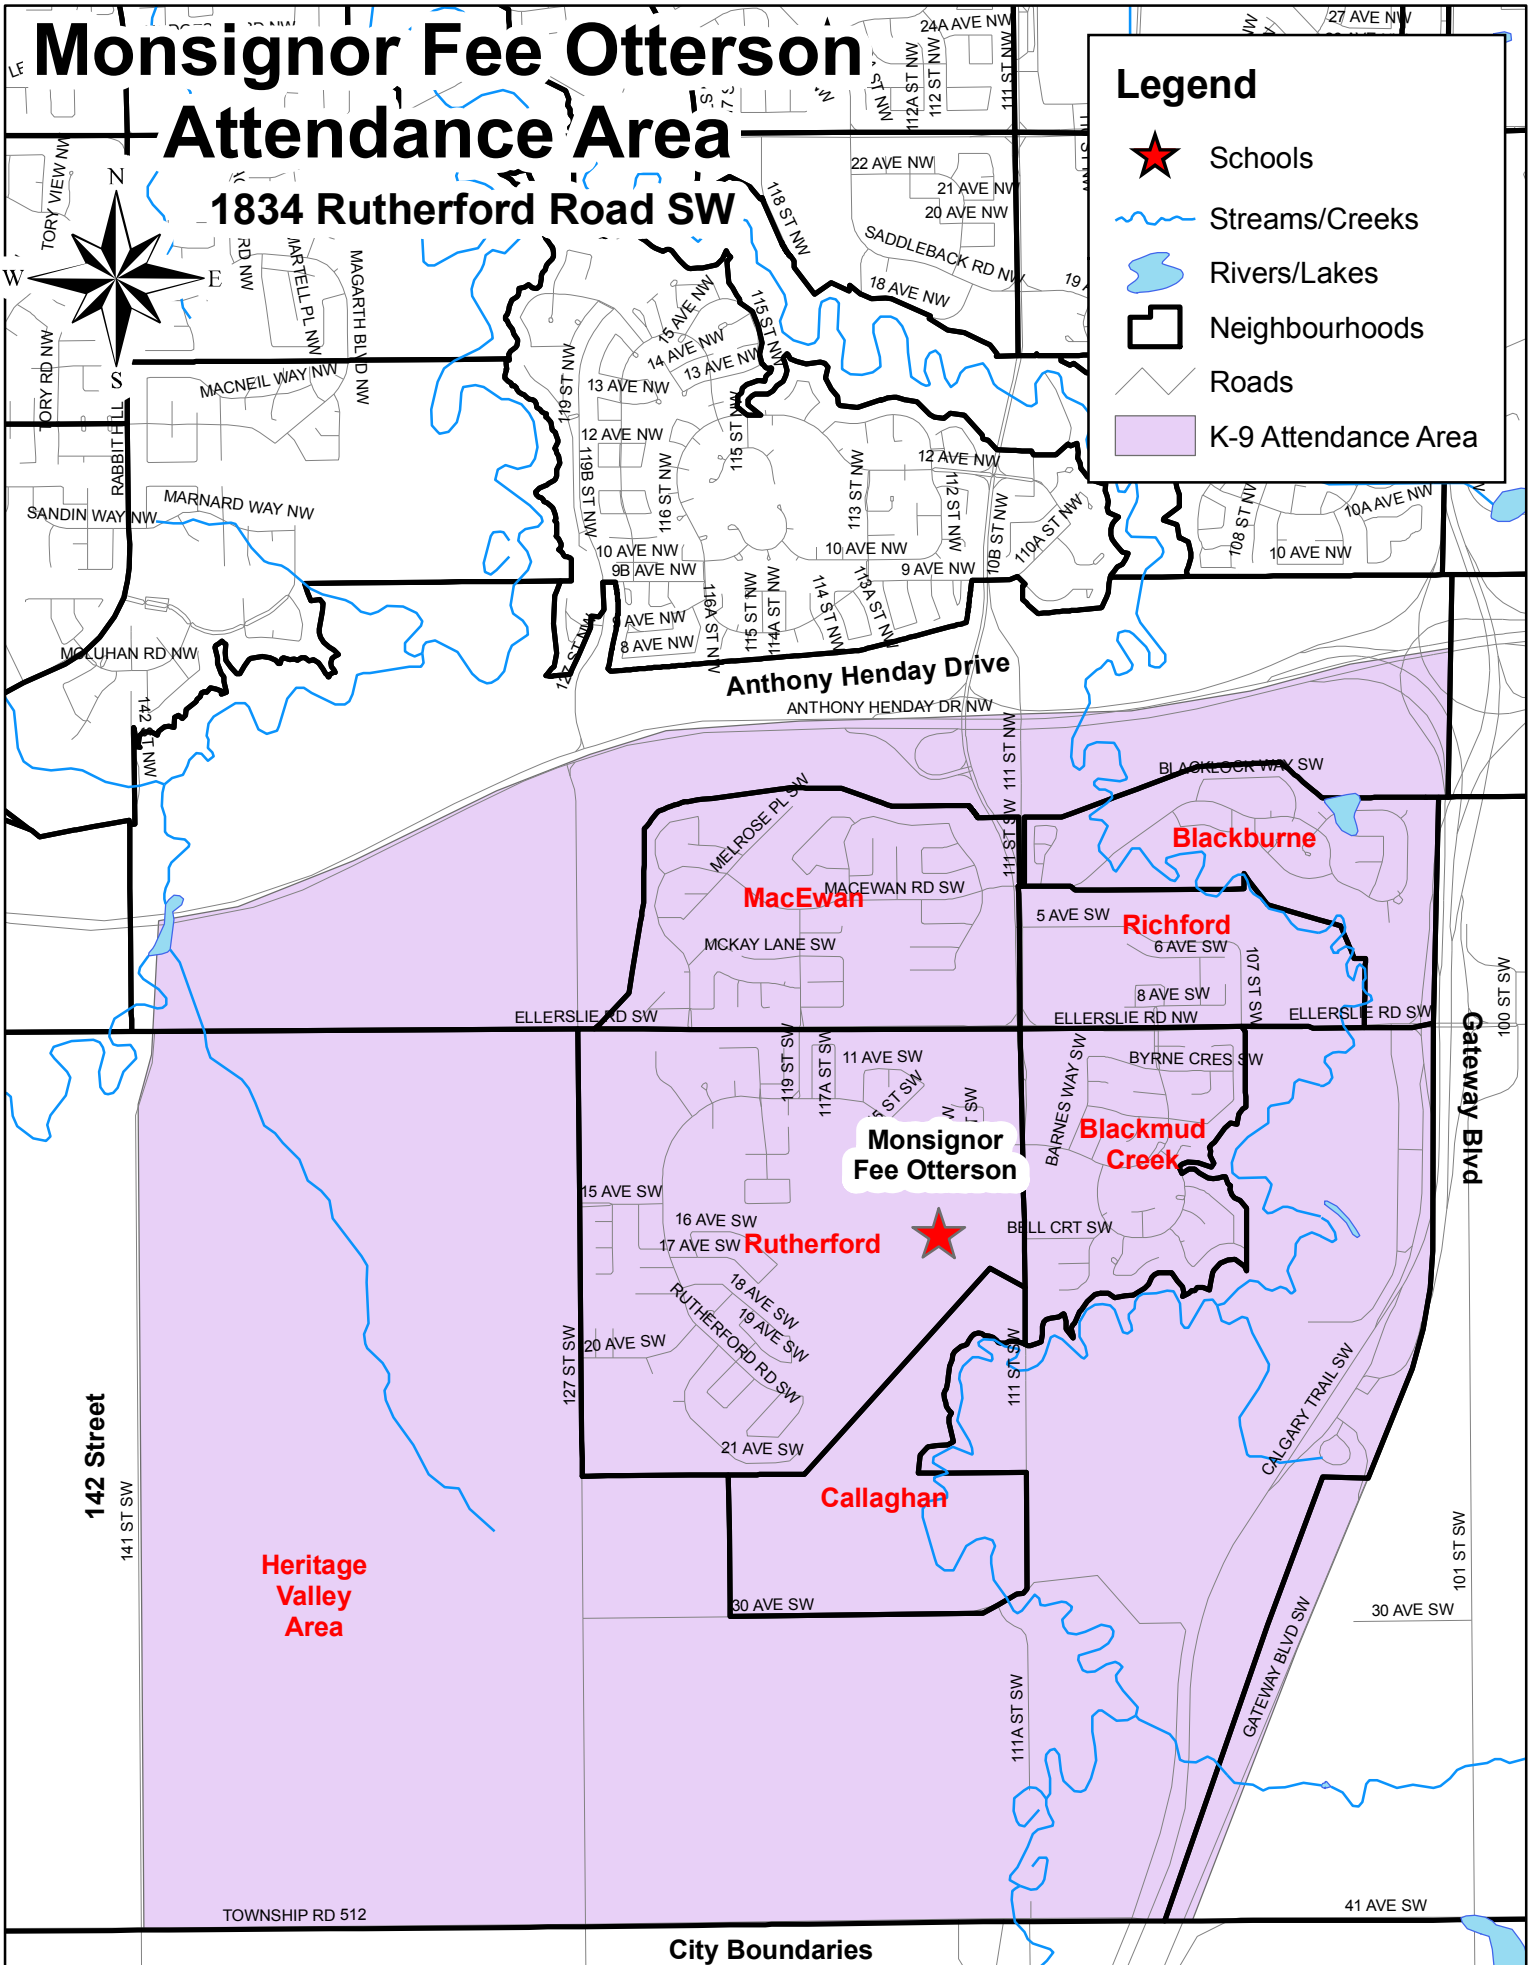 Monsignor Fee Otterson
Attendance Area
1834 Rutherford Road SW
Legend
Schools
Streams/Creeks
Rivers/Lakes
Neighbourhoods
Roads
K-9 Attendance Area
N
W
E
S
24A AVE NW
27 AVE NW
112A ST NW
112 ST NW
111 ST NW
22 AVE NW
21 AVE NW
20 AVE NW
118 ST NW
SADDLEBACK RD NW
18 AVE NW
TORY VIEW NW
TORY RD NW
RD NW
MAGARTH BLVD NW
MACNEIL WAY NW
RABBIT HILL
SANDIN WAY NW
MARNARD WAY NW
MCLUHAN RD NW
142 ST NW
15 AVE NW
14 AVE NW
13 AVE NW
13 AVE NW
115 ST NW
119 ST NW
12 AVE NW
119B ST NW
116 ST NW
115 ST NW
113 ST NW
12 AVE NW
112 ST NW
108 ST NW
10A AVE NW
10 AVE NW
10 AVE NW
9B AVE NW
10 AVE NW
9 AVE NW
110A ST NW
8 AVE NW
116A ST NW
115 ST NW
114A ST NW
114 ST NW
113A ST NW
127 ST NW
Anthony Henday Drive
ANTHONY HENDAY DR NW
111 ST NW
111 ST SW
BLACKLOCK WAY SW
Blackburne
MELROSE PL SW
MACEWAN RD SW
MacEwan
MCKAY LANE SW
5 AVE SW
Richford
6 AVE SW
107 ST SW
8 AVE SW
ELLERSLIE RD SW
ELLERSLIE RD NW
ELLERSLIE RD SW
100 ST SW
Gateway Blvd
119 ST SW
117A ST SW
11 AVE SW
BYRNE CRES SW
BARNES WAY SW
Blackmud
Creek
Monsignor
Fee Otterson
15 AVE SW
16 AVE SW
17 AVE SW
Rutherford
BELL CRT SW
18 AVE SW
19 AVE SW
RUTHERFORD RD SW
20 AVE SW
127 ST SW
111 ST SW
CALGARY TRAIL SW
21 AVE SW
142 Street
141 ST SW
Callaghan
Heritage
Valley
Area
30 AVE SW
30 AVE SW
101 ST SW
GATEWAY BLVD SW
111A ST SW
TOWNSHIP RD 512
41 AVE SW
City Boundaries